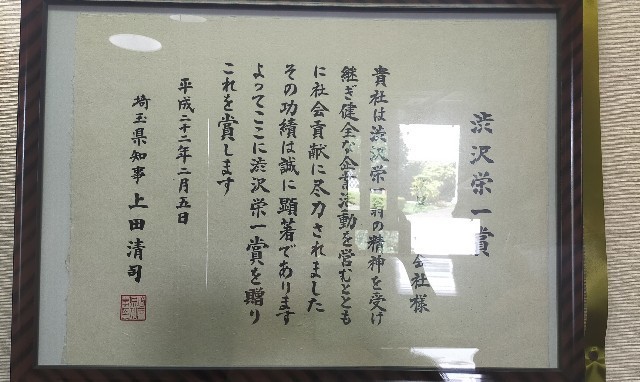 渋沢栄一賞
会社様
貴社は渋沢栄一翁の精神を受け
継ぎ健全な企業活動を営むととも
に社会貢献に尽力されました
その功績は誠に顕著であります
よってここに渋沢栄一賞を贈り
これを賞します
平成二十二年二月五日
埼玉県知事 上田清司